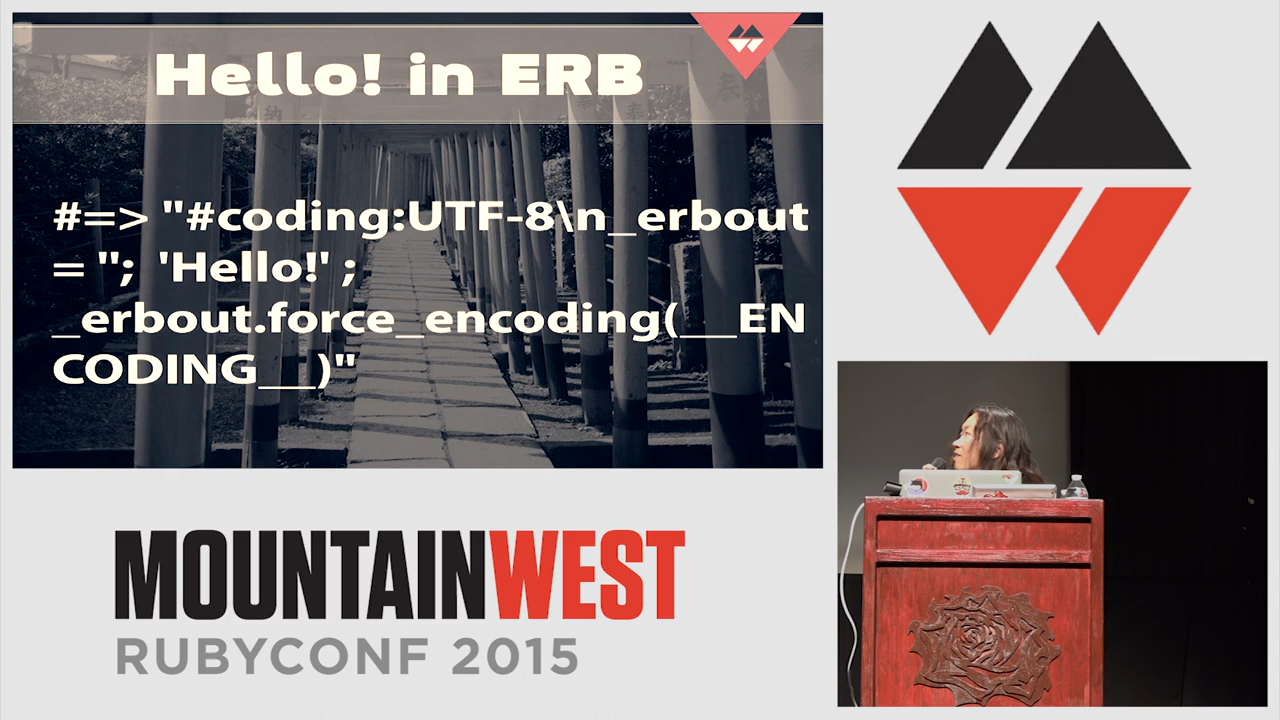 Hello! in ERB
#=> "#coding:UTF-8\n_erbout
= ''; 'Hello!' ;
_erbout.force_encoding(__EN
CODING__)"
MOUNTAINWEST
RUBYCONF 2015